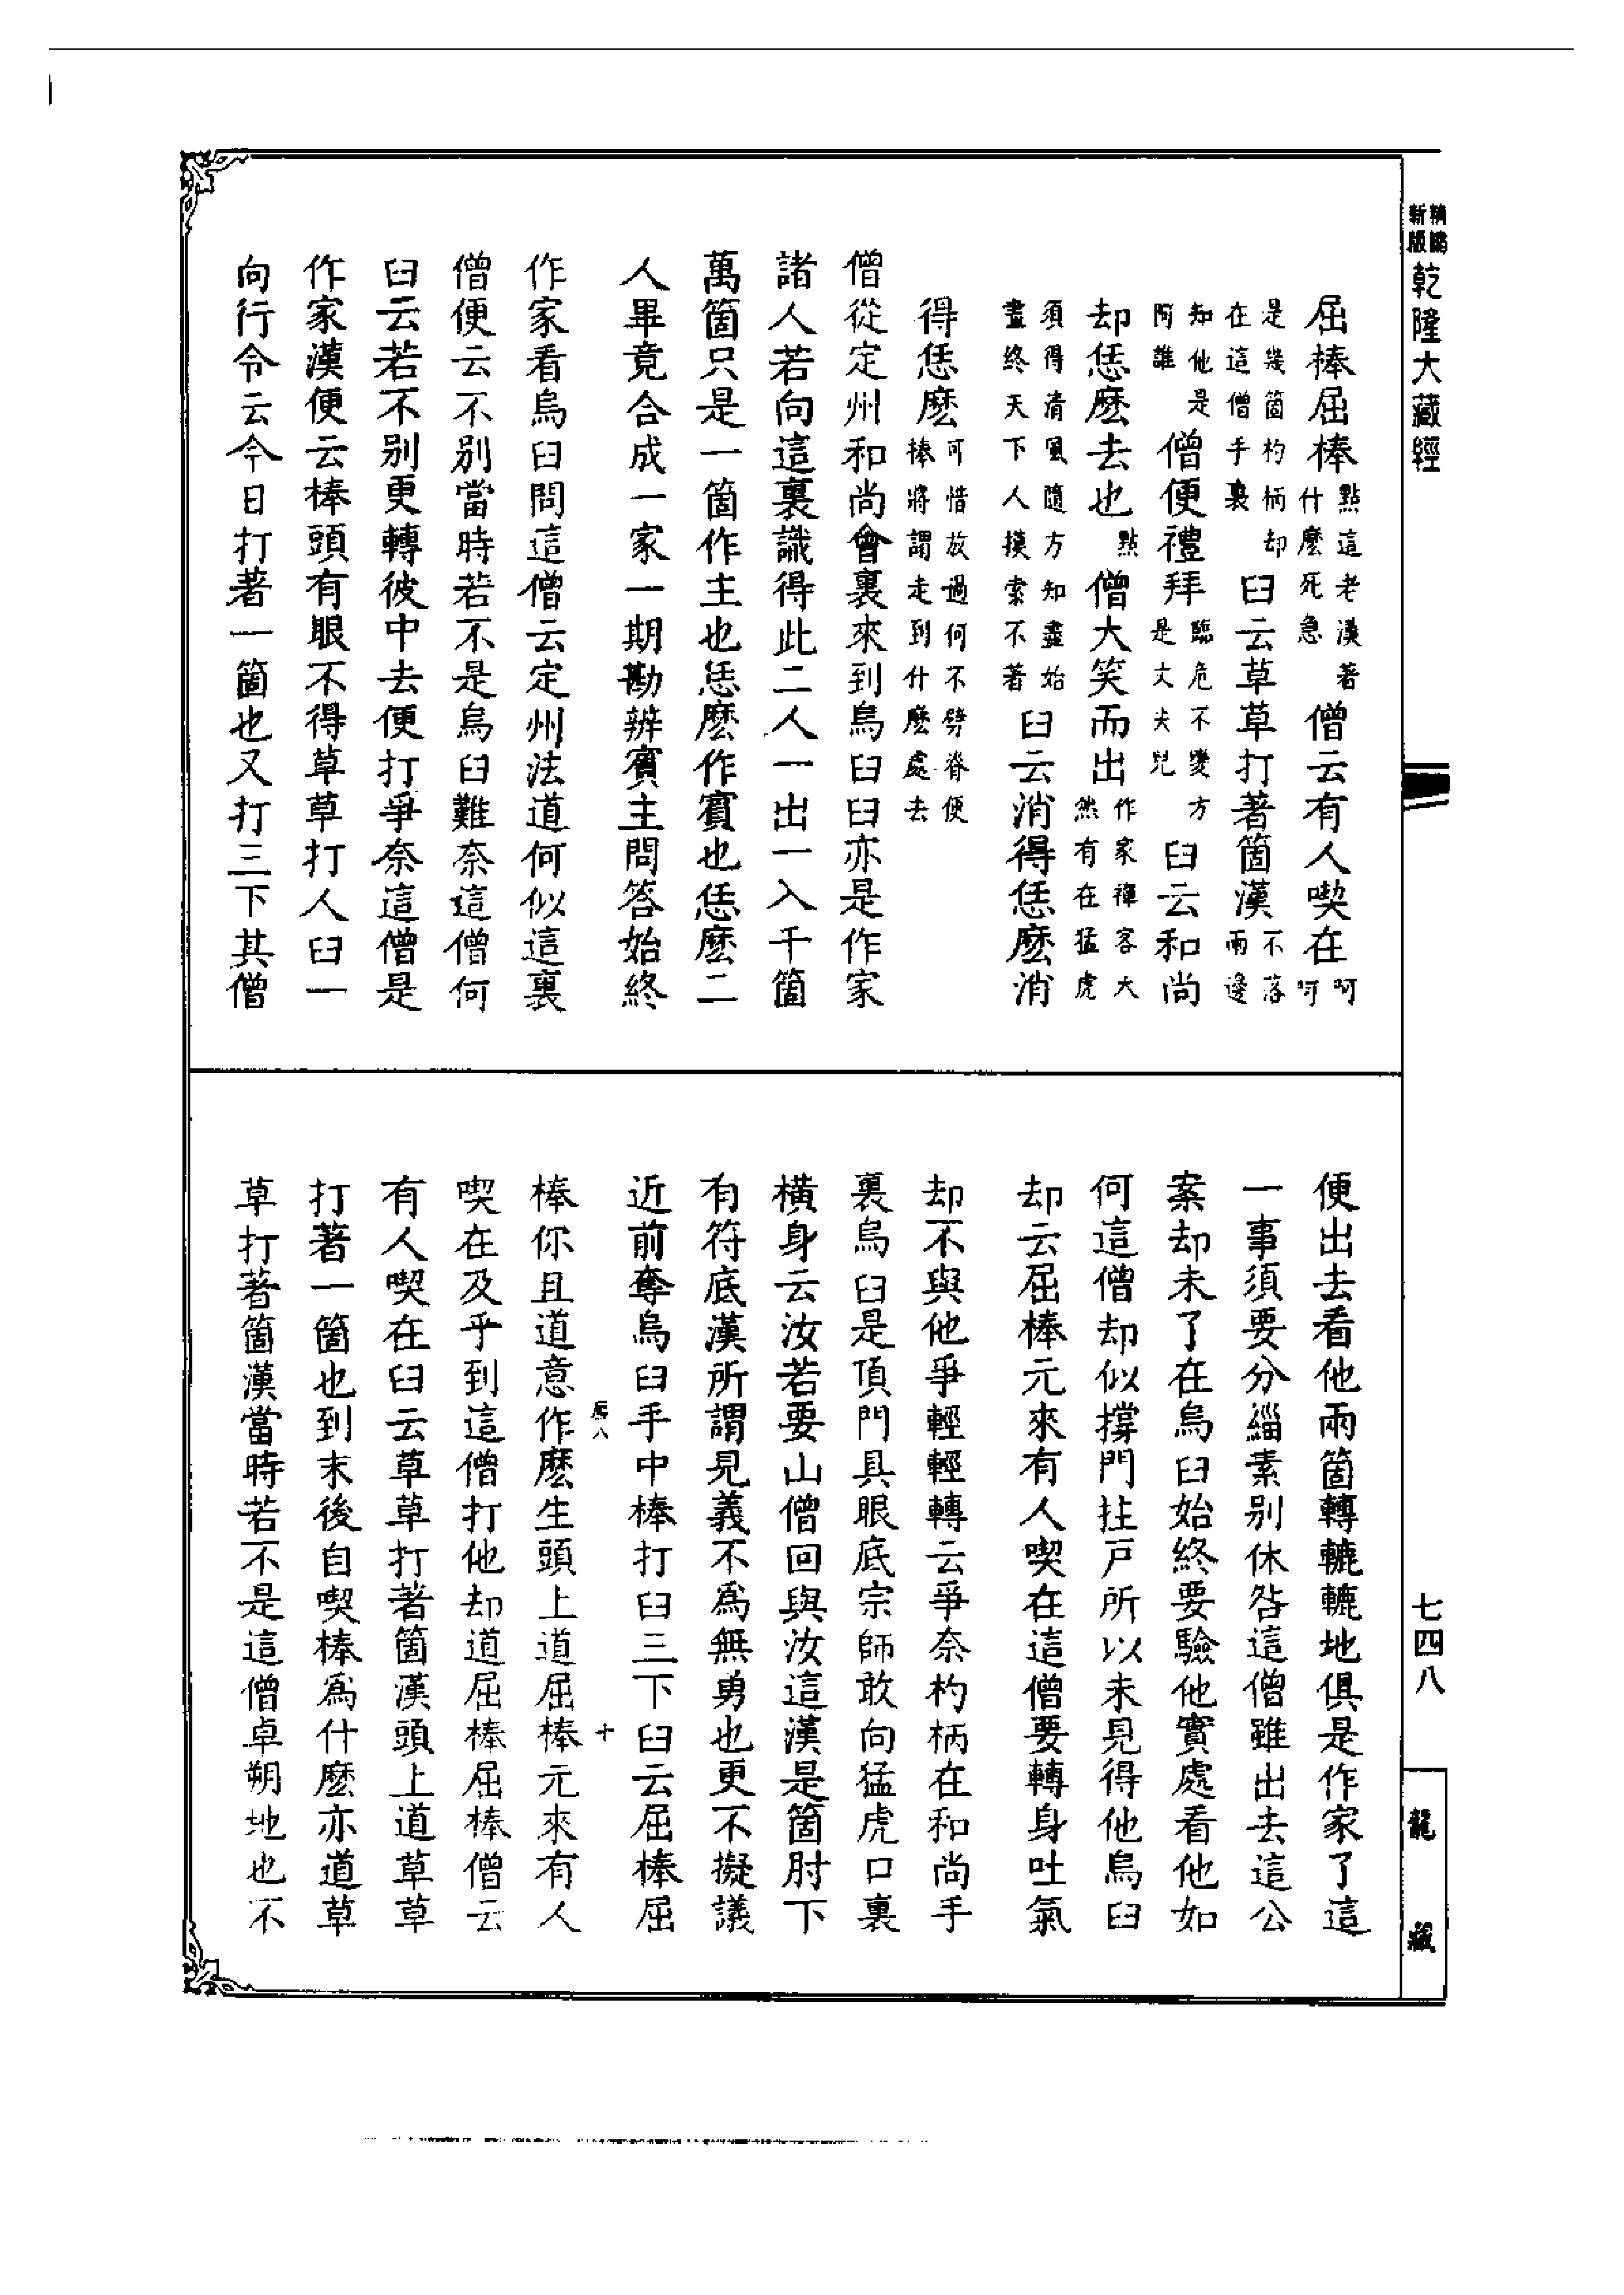 精縮新版乾隆大藏經
屈棒屈棒點這老漢著什麽死急僧云有人喫在呵呵
是幾箇杓柄却在這僧手裏臼云草草打著箇漢不落兩邊
知他是阿誰僧便禮拜臨危不變方是丈夫兒臼云和尚
却恁麽去也點僧大笑而出作家禪客大然有在猛虎
須得清風隨方知盡始盡終天下人摸索不著臼云消得恁麽消
得恁麽可惜放過何不劈脊便棒將謂走到什麽處去
僧從定州和尚會裏來到烏臼臼亦是作家
諸人若向這裏識得此二人一出一入千箇
萬箇只是一箇作主也恁麽作賓也恁麽二
人畢竟合成一家一期勘辨賓主問答始終
作家看烏臼問這僧云定州法道何似這裏
僧便云不別當時若不是烏臼難奈這僧何
臼云若不別更轉彼中去便打爭奈這僧是
作家漢便云棒頭有眼不得草草打人臼一
向行令云今日打著一箇也又打三下其僧
便出去看他兩箇轉轆轆地俱是作家了這
一事須要分緇素別休咎這僧雖出去這公
案却未了在烏臼始終要驗他實處看他如
何這僧却似撐門拄戶所以未見得他烏臼
却云屈棒元來有人喫在這僧要轉身吐氣
却不與他爭輕輕轉云爭奈杓柄在和尚手
裏烏臼是頂門具眼底宗師敢向猛虎口裏
橫身云汝若要山僧回與汝這漢是箇肘下
有符底漢所謂見義不爲無勇也更不擬議
近前奪烏臼手中棒打臼三下臼云屈棒屈
八 十
棒你且道意作麽生頭上道屈棒元來有人
喫在及乎到這僧打他却道屈棒屈棒僧云
有人喫在臼云草草打著箇漢頭上道草草
打著一箇也到末後自喫棒爲什麽亦道草
草打著箇漢當時若不是這僧卓朔地也不
七四八
龍藏